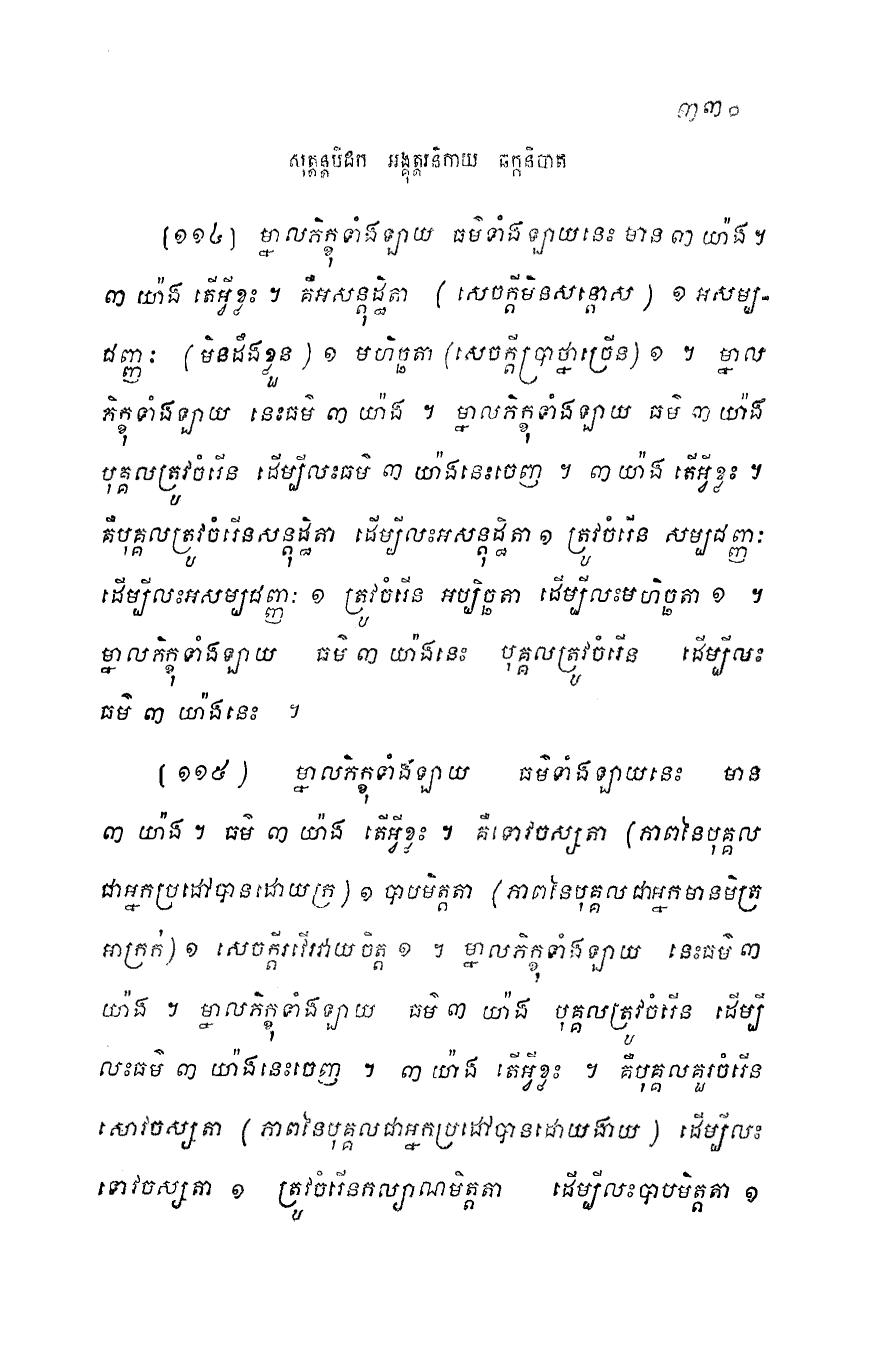 ៣៣០
សុត្តន្តបិដក អង្គុត្តរនិកាយ ឆក្កនិបាត
(១១៤) ម្នាលភិក្ខុទាំងឡាយ ធម៌ទាំងឡាយនេះ មាន ៣ យ៉ាង ។
៣ យ៉ាង តើអ្វីខ្លះ ។ គឺអសន្តុដ្ឋិតា ( សេចក្តីមិនសន្តោស ) ១ អសម្ប-
ជញ្ញៈ (មិនដឹងខ្លួន ) ១ មហិច្ឆតា (សេចក្តីប្រាថ្នាច្រើន) ១ ។ ម្នាល
ភិក្ខុទាំងឡាយ នេះធម៌ ៣ យ៉ាង ។ ម្នាលភិក្ខុទាំងឡាយ ធម៌ ៣ យ៉ាង
បុគ្គលត្រូវចំរើន ដើម្បីលះធម៌ ៣ យ៉ាងនេះចេញ ។ ៣ យ៉ាង តើអ្វីខ្លះ ។
គឺបុគ្គលត្រូវចំរើនសន្តុដ្ឋិតា ដើម្បីលះអសន្តុដ្ឋិតា ១ ត្រូវចំរើន សម្បជញ្ញៈ
ដើម្បីលះអសម្បជញ្ញៈ ១ ត្រូវចំរើន អប្បិច្ឆតា ដើម្បីលះមហិច្ឆតា ១ ។
ម្នាលភិក្ខុទាំងឡាយ ធម៌ ៣ យ៉ាងនេះ បុគ្គលត្រូវចំរើន ដើម្បីលះ
ធម៌ ៣ យ៉ាងនេះ ។
(១១៥) ម្នាលភិក្ខុទាំងឡាយ ធម៌ទាំងឡាយនេះ មាន
៣ យ៉ាង ។ ធម៌ ៣ យ៉ាង តើអ្វីខ្លះ ។ គឺទោវចស្សតា (ភាពនៃបុគ្គល
ជាអ្នកប្រដៅបានដោយក្រ) ១ បាបមិត្តតា (ភាពនៃបុគ្គលជាអ្នកមានមិត្រ
អាក្រក់) ១ សេចក្តីរវើរវាយចិត្ត ១ ។ ម្នាលភិក្ខុទាំងឡាយ នេះធម៌ ៣
យ៉ាង ។ ម្នាលភិក្ខុទាំងឡាយ ធម៌ ៣ យ៉ាង បុគ្គលត្រូវចំរើន ដើម្បី
លះធម៌ ៣ យ៉ាងនេះចេញ ។ ៣ យ៉ាង តើអ្វីខ្លះ ។ គឺបុគ្គលគួរចំរើន
សោវចស្សតា (ភាពនៃបុគ្គលជាអ្នកប្រដៅបានដោយងាយ ) ដើម្បីលះ
ទោវចស្សតា ១ ត្រូវចំរើនកល្យាណមិត្តតា ដើម្បីលះបាបមិត្តតា ១